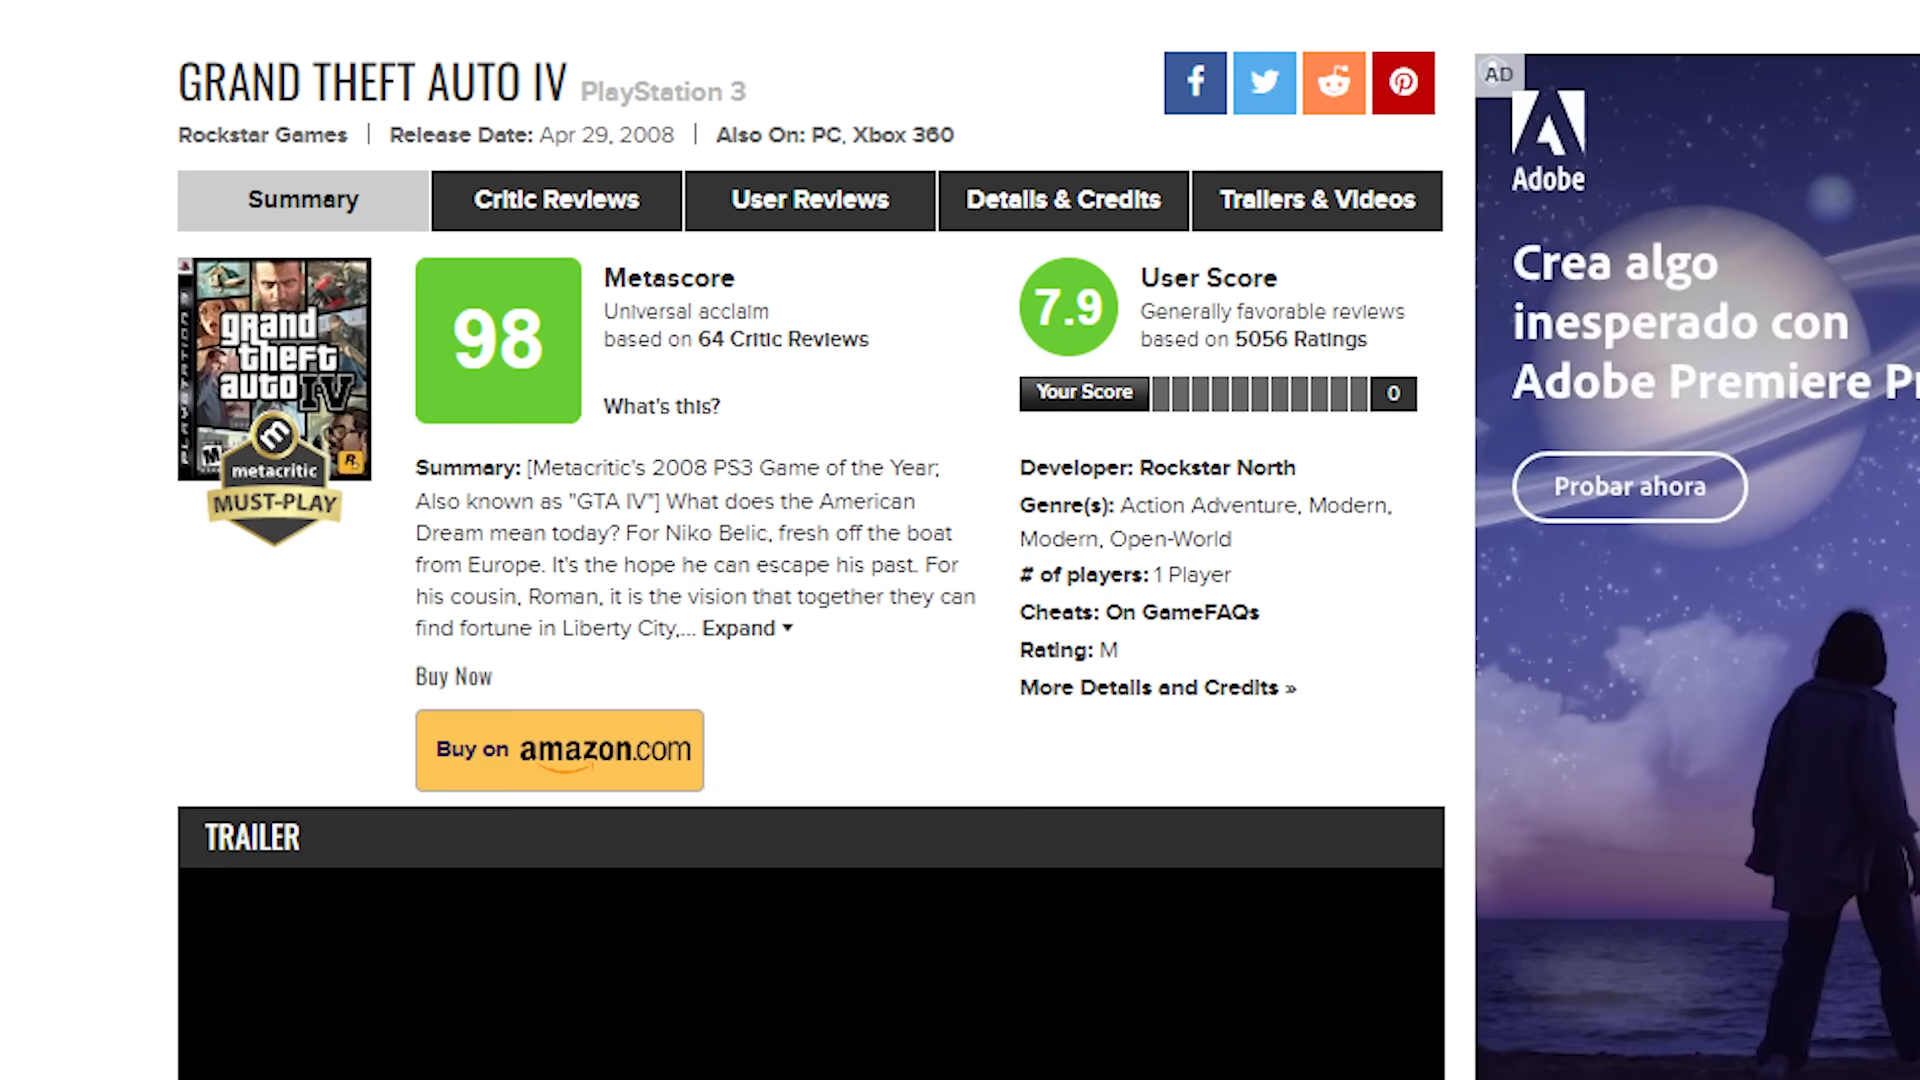 GRAND THEFT AUTO IV PlayStation 3
Rockstar Games | Release Date: Apr 29, 2008 | Also On: PC, Xbox 360
Summary
Critic Reviews
User Reviews
Details & Credits
Trailers & Videos
PLAYSTATION
grand
theft
auto IV
M
R
metacritic
MUST-PLAY
98
Metascore
Universal acclaim
based on 64 Critic Reviews
What's this?
7.9
User Score
Generally favorable reviews
based on 5056 Ratings
Your Score
0
Summary: [Metacritic's 2008 PS3 Game of the Year;
Also known as "GTA IV"] What does the American
Dream mean today? For Niko Belic, fresh off the boat
from Europe. It's the hope he can escape his past. For
his cousin, Roman, it is the vision that together they can
find fortune in Liberty City,... Expand
Buy Now
Buy on amazon.com
Developer: Rockstar North
Genre(s): Action Adventure, Modern,
Modern, Open-World
# of players: 1 Player
Cheats: On GameFAQs
Rating: M
More Details and Credits »
TRAILER
AD
Adobe
Crea algo
inesperado con
Adobe Premiere Pr
Probar ahora